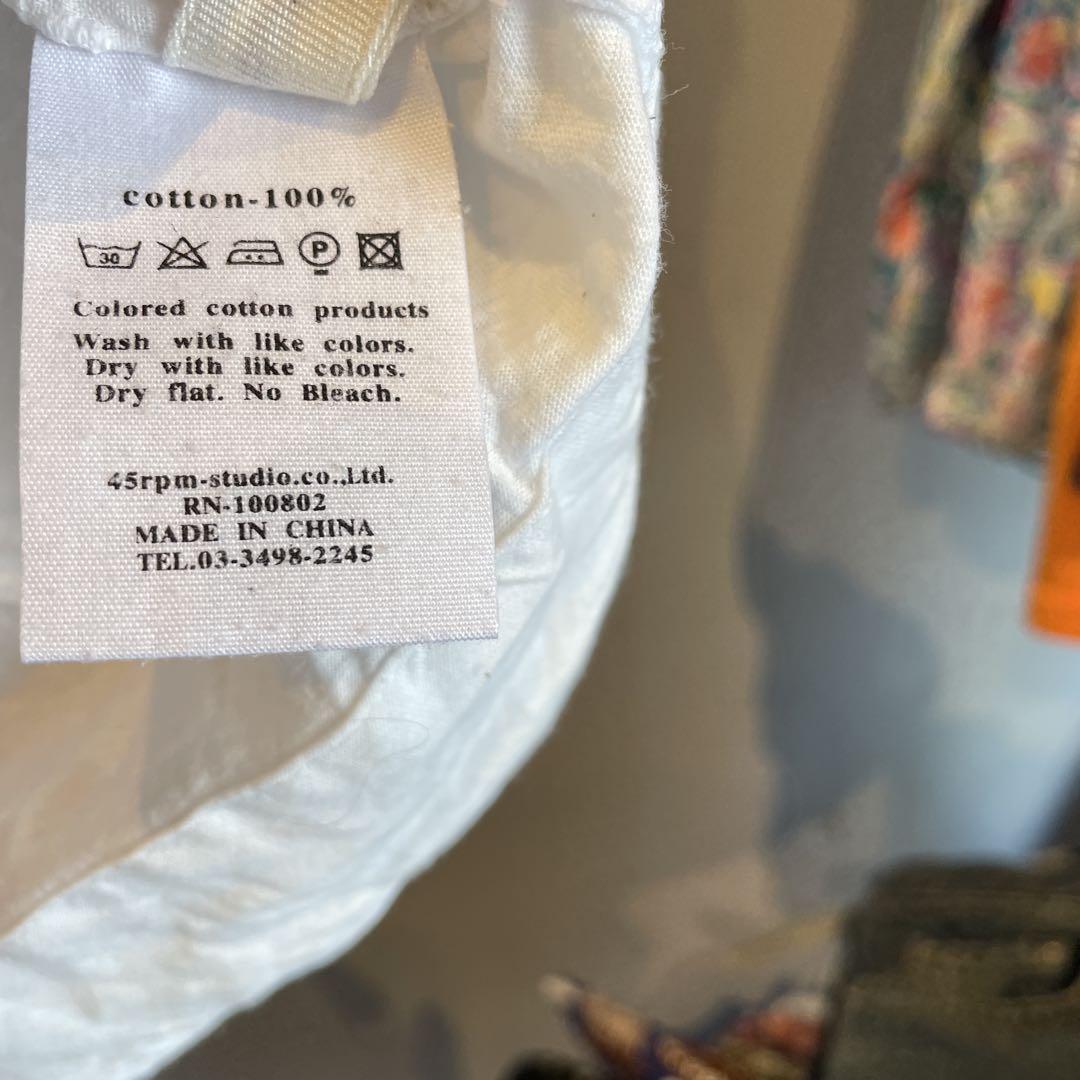 cotton-100%
30 P
Colored cotton products
Wash with like colors.
Dry with like colors.
Dry flat. No Bleach.
45rpm-studio.co.,Ltd.
RN-100802
MADE IN CHINA
TEL.03-3498-2245